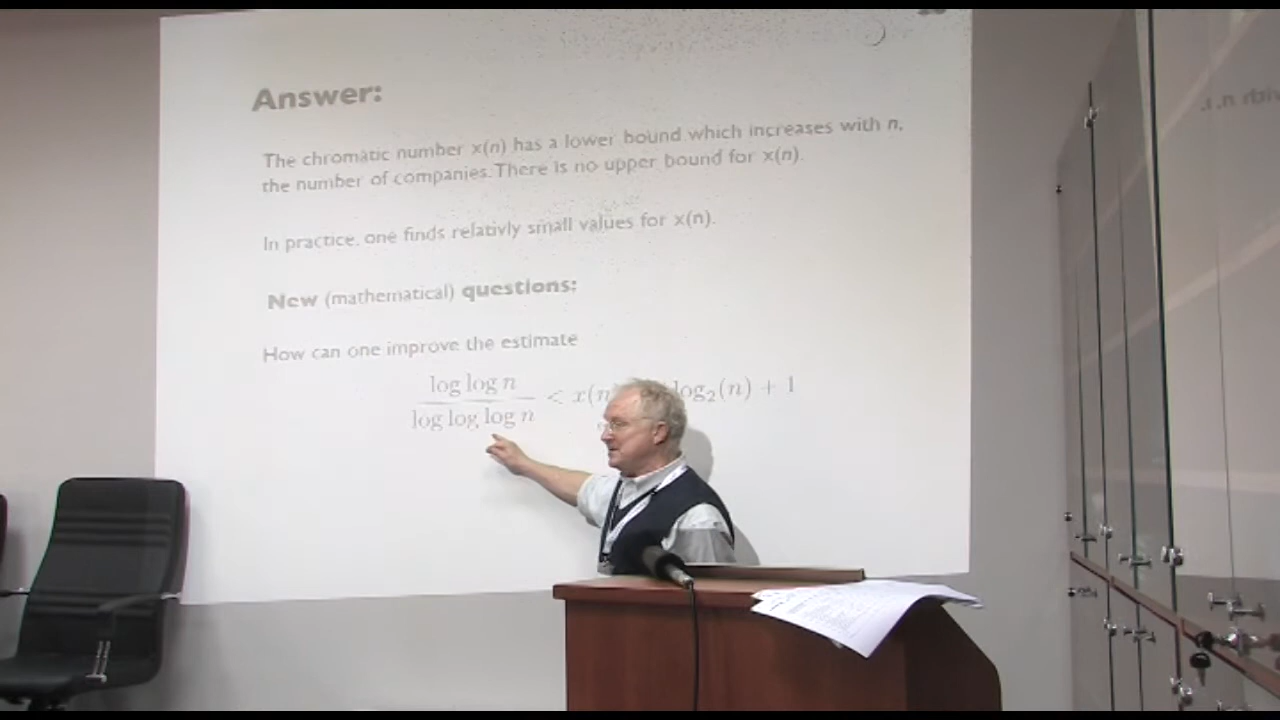 Answer:
The chromatic number x(n) has a lower bound which increases with n,
the number of companies. There is no upper bound for x(n).
In practice, one finds relativly small values for x(n).
New (mathematical) questions:
How can one improve the estimate
log log n
< x(n log₂(n) + 1
log log log n